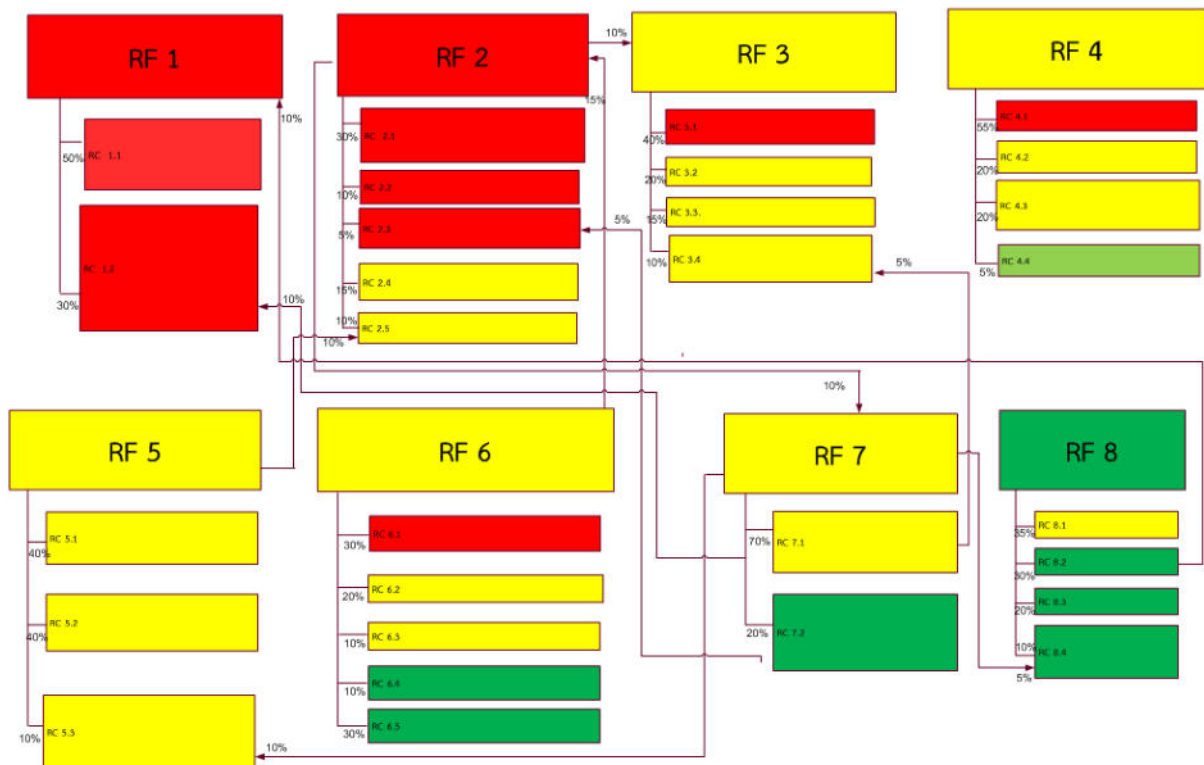 RF 1
10%
50%
RC 1.1
RC 1.2
30%
10%
RF 2
10%
15%
30%
RC 2.1
10%
RC 2.2
5%
RC 2.3
5%
15%
RC 2.4
10%
10%
RC 2.5
RF 3
40%
RC 3.1
20%
RC 3.2
15%
RC 3.3.
10%
RC 3.4
5%
RF 4
55%
RC 4.1
20%
RC 4.2
20%
RC 4.3
5%
RC 4.4
RF 5
40%
RC 5.1
40%
RC 5.2
10%
RC 5.3
10%
RF 6
30%
RC 6.1
20%
RC 6.2
10%
RC 6.3
10%
RC 6.4
30%
RC 6.5
10%
RF 7
70%
RC 7.1
20%
RC 7.2
RF 8
35%
RC 8.1
30%
RC 8.2
20%
RC 8.3
10%
RC 8.4
5%